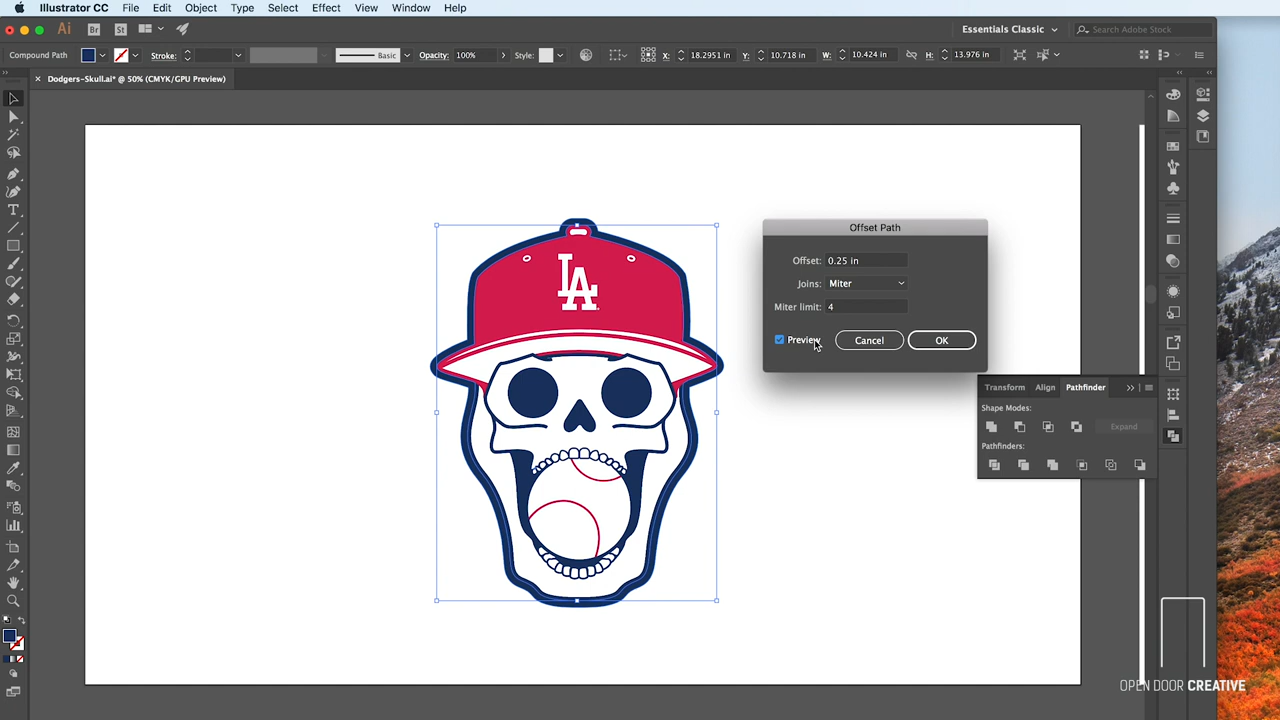 Illustrator CC File Edit Object Type Select Effect View Window Help
Ai Br St Essentials Classic Search Adobe Stock
Compound Path Stroke: Basic Opacity: 100% Style: X: 18.2951 in Y: 10.718 in W: 10.424 in H: 13.976 in
× Dodgers-Skull.ai* @ 50% (CMYK/GPU Preview)
LA
Offset Path
Offset: 0.25 in
Joins: Miter
Miter limit: 4
Preview Cancel OK
Transform Align Pathfinder
Shape Modes:
Expand
Pathfinders:
OPEN DOOR CREATIVE